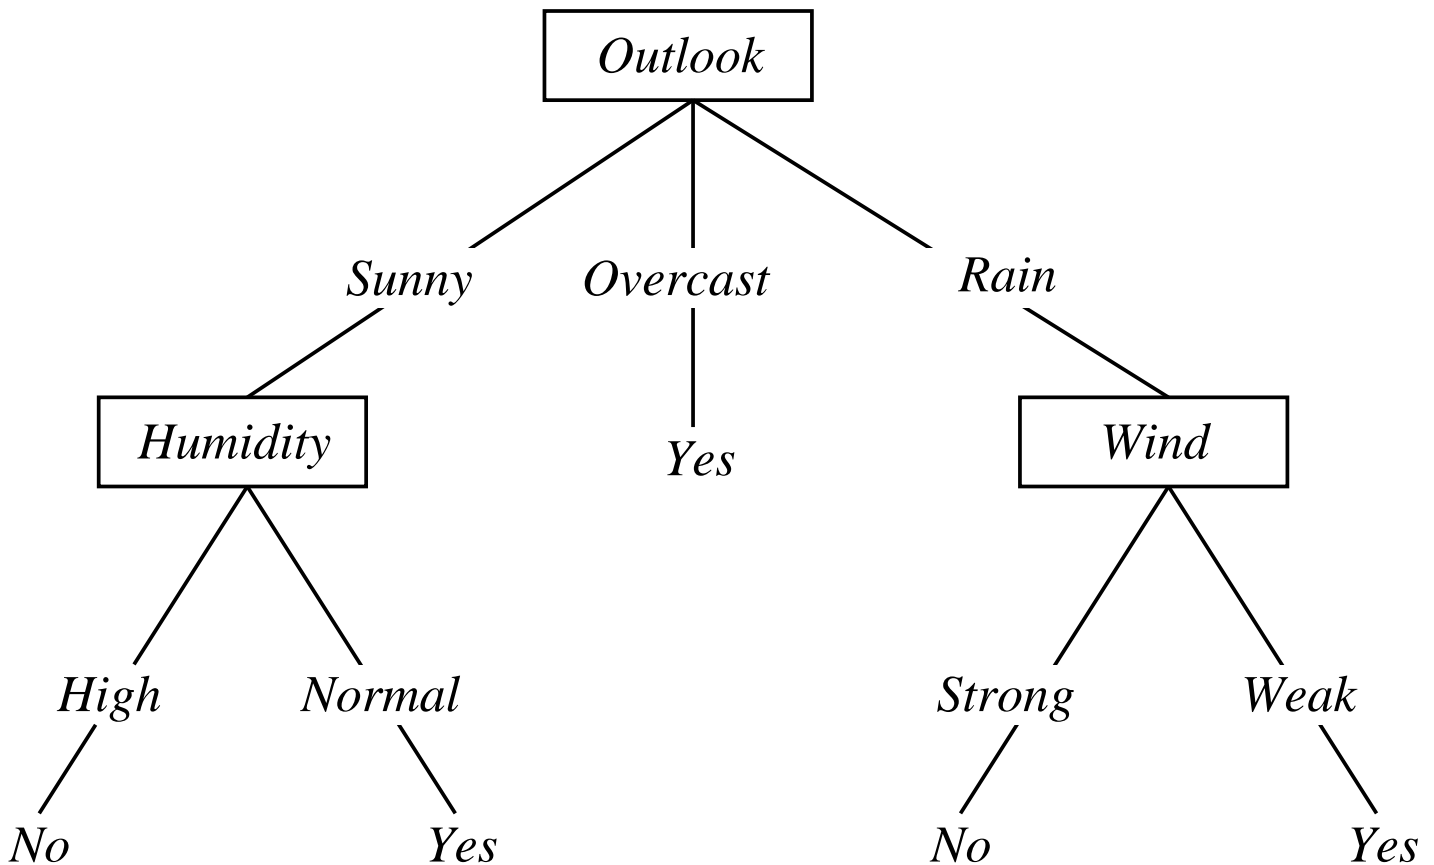 Outlook
Sunny Overcast Rain
Humidity Yes Wind
High Normal Strong Weak
No Yes No Yes